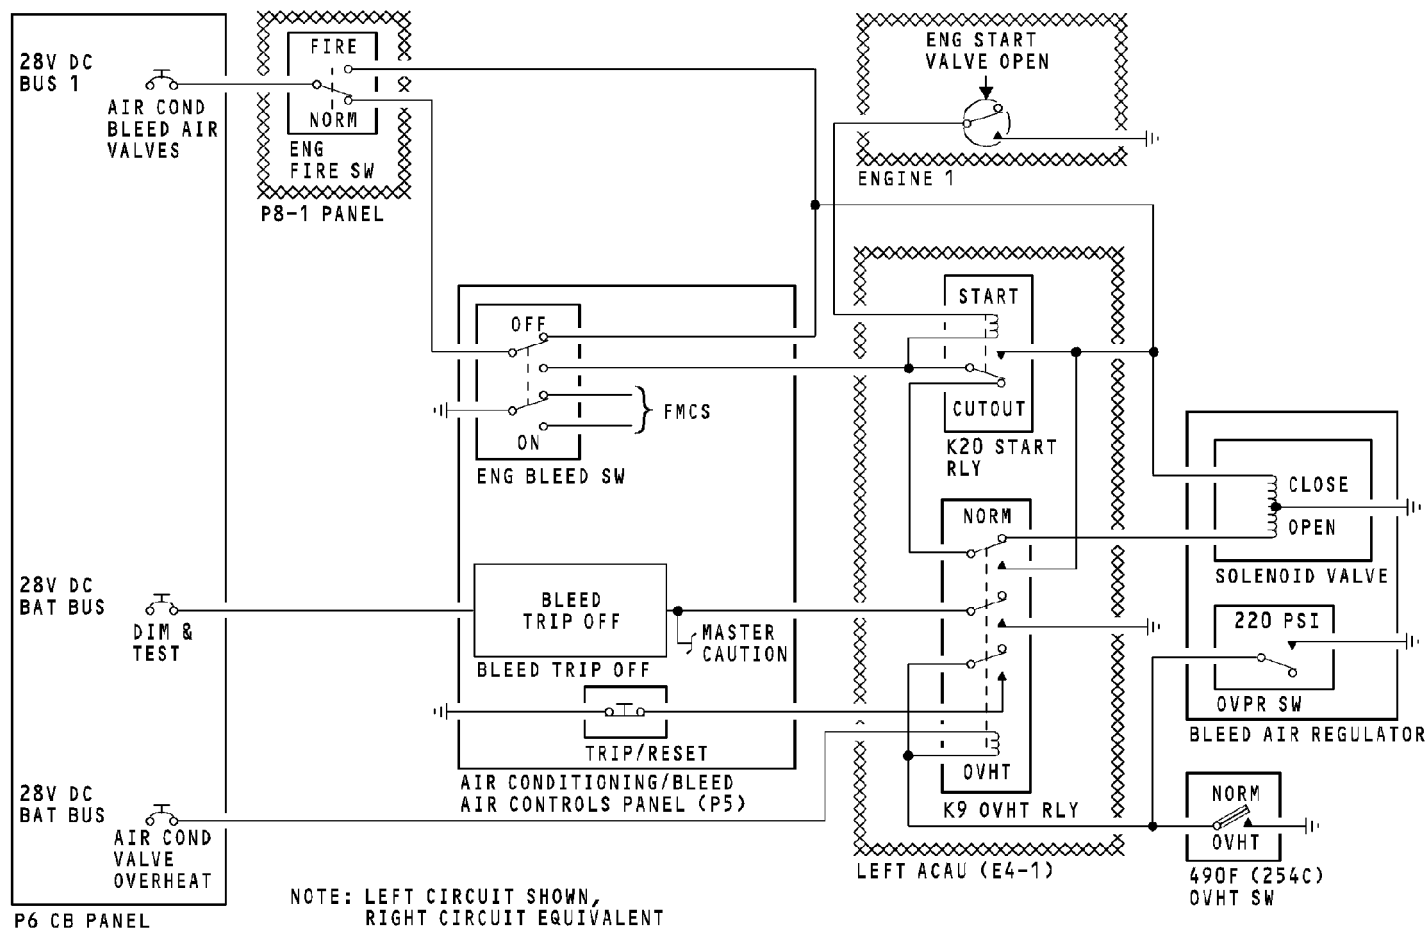 28V DC
BUS 1
AIR COND
BLEED AIR
VALVES
FIRE
NORM
ENG
FIRE SW
P8-1 PANEL
ENG START
VALVE OPEN
ENGINE 1
OFF
ON
FMCS
ENG BLEED SW
START
CUTOUT
K20 START
RLY
NORM
OVHT
K9 OVHT RLY
LEFT ACAU (E4-1)
CLOSE
OPEN
SOLENOID VALVE
220 PSI
OVPR SW
BLEED AIR REGULATOR
28V DC
BAT BUS
DIM &
TEST
BLEED
TRIP OFF
BLEED TRIP OFF
MASTER
CAUTION
TRIP/RESET
AIR CONDITIONING/BLEED
AIR CONTROLS PANEL (P5)
28V DC
BAT BUS
AIR COND
VALVE
OVERHEAT
NORM
OVHT
490F (254C)
OVHT SW
P6 CB PANEL
NOTE: LEFT CIRCUIT SHOWN,
RIGHT CIRCUIT EQUIVALENT